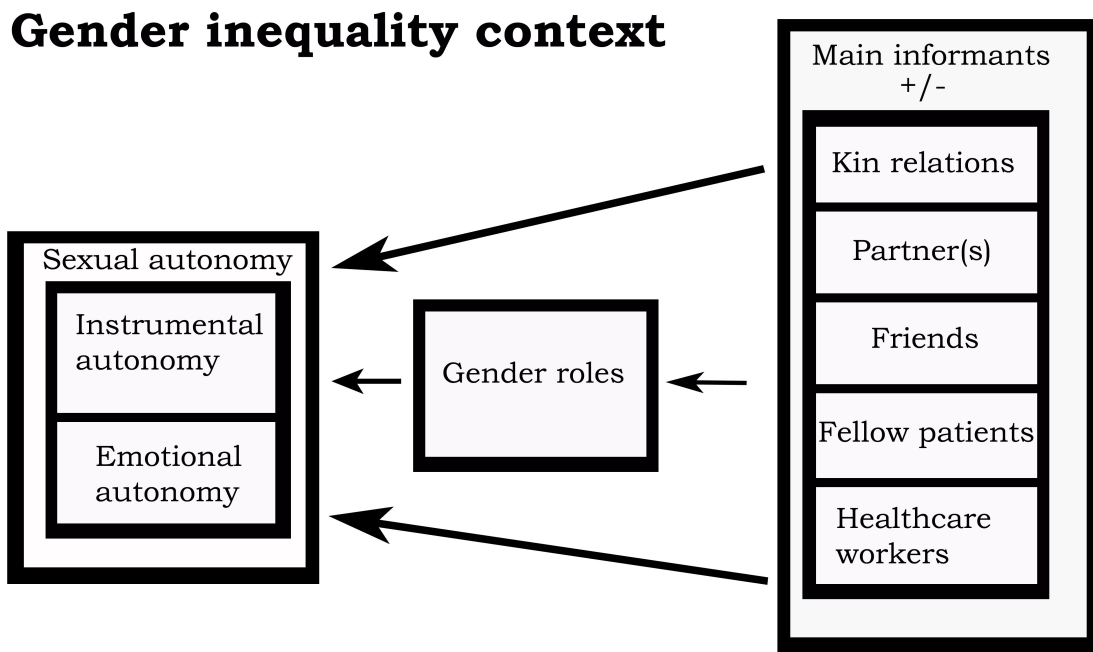 Gender inequality context
Sexual autonomy
Instrumental
autonomy
Emotional
autonomy
Gender roles
Main informants
+/-
Kin relations
Partner(s)
Friends
Fellow patients
Healthcare
workers